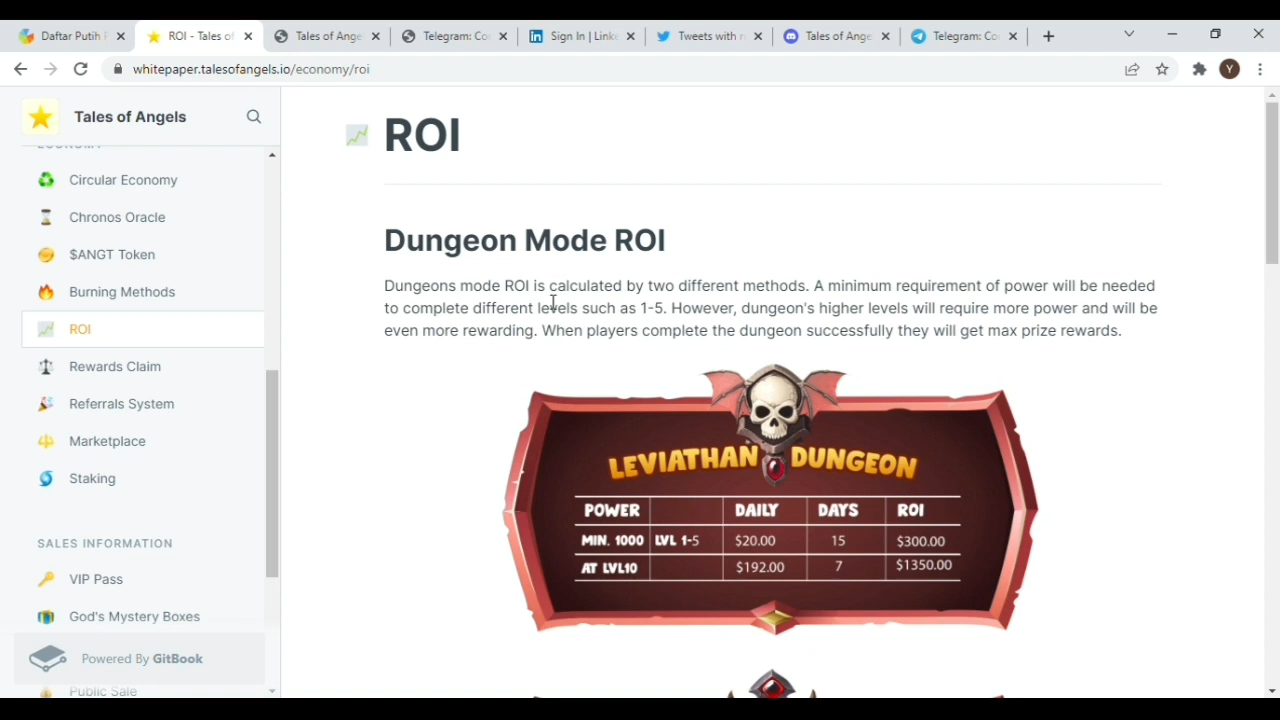 Daftar Putih
ROI - Tales of
Tales of Ange
Telegram: Co
Sign In | Linke
Tweets with
Tales of Ange
Telegram: Co
whitepaper.talesofangels.io/economy/roi
Y
Tales of Angels
ECONOMY
Circular Economy
Chronos Oracle
$ANGT Token
Burning Methods
ROI
Rewards Claim
Referrals System
Marketplace
Staking
SALES INFORMATION
VIP Pass
God's Mystery Boxes
Powered By GitBook
Public Sale
ROI
Dungeon Mode ROI
Dungeons mode ROI is calculated by two different methods. A minimum requirement of power will be needed
to complete different levels such as 1-5. However, dungeon's higher levels will require more power and will be
even more rewarding. When players complete the dungeon successfully they will get max prize rewards.
LEVIATHAN DUNGEON
POWER DAILY DAYS ROI
MIN. 1000 LVL 1-5 $20.00 15 $300.00
AT LVL10 $192.00 7 $1350.00